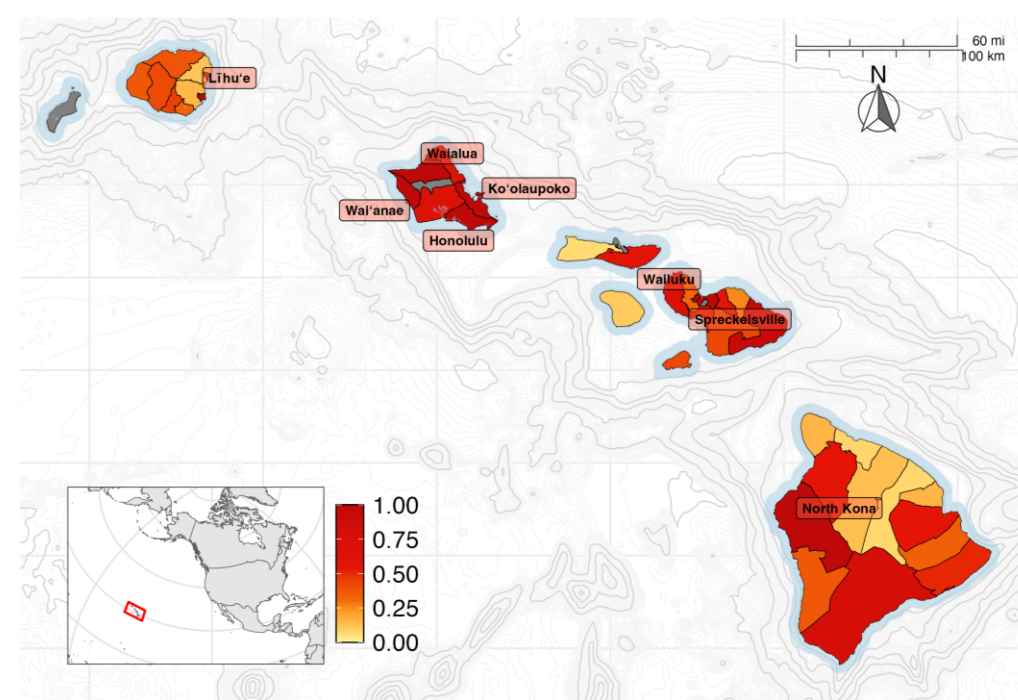 60 mi
100 km
N
Līhuʻe
Waialua
Koʻolaupoko
Waiʻanae
Honolulu
Wailuku
Spreckelsville
North Kona
1.00
0.75
0.50
0.25
0.00